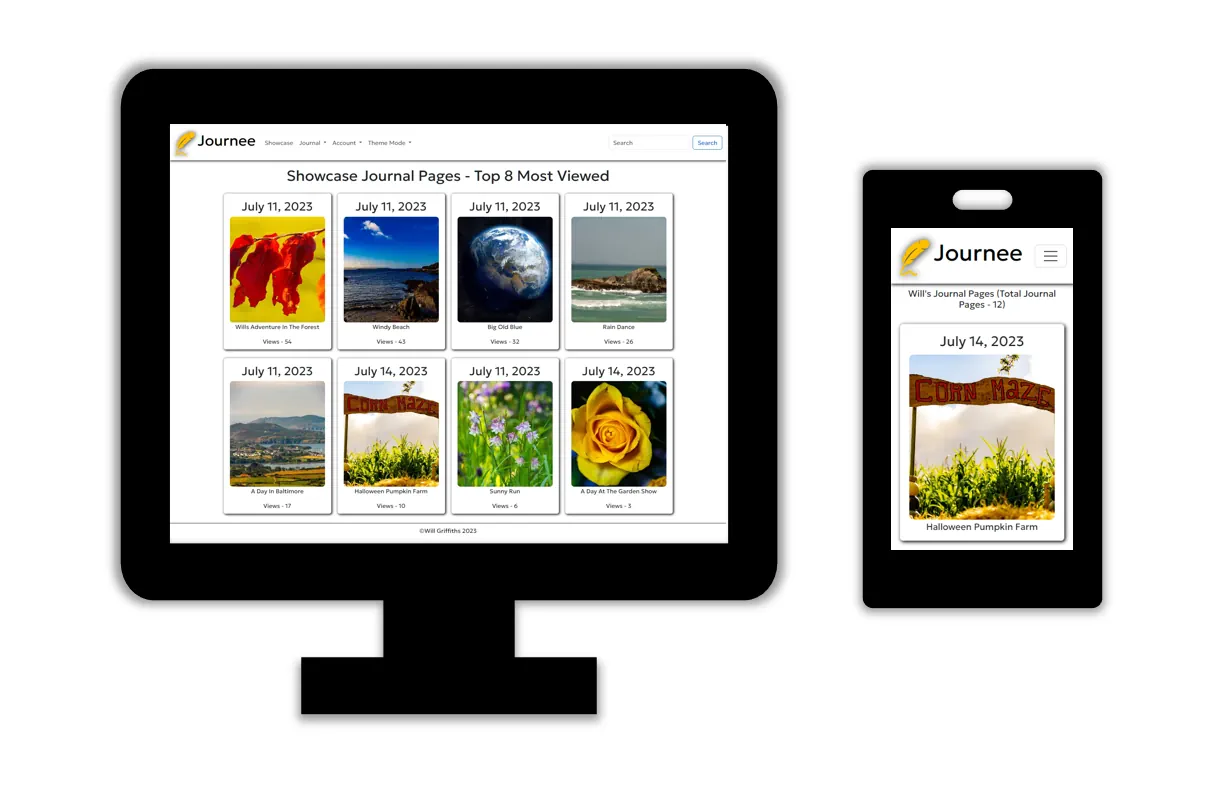 Journee
Showcase Journal Account Theme Mode Search Search
Showcase Journal Pages - Top 8 Most Viewed
July 11, 2023 July 11, 2023 July 11, 2023 July 11, 2023
Wills Adventure In The Forest Windy Beach Big Old Blue Rain Dance
Views - 54 Views - 43 Views - 32 Views - 26
July 11, 2023 July 14, 2023 July 11, 2023 July 14, 2023
CORN MaZE
A Day In Baltimore Halloween Pumpkin Farm Sunny Run A Day At The Garden Show
Views - 17 Views - 10 Views - 6 Views - 3
©Will Griffiths 2023
Journee
Will's Journal Pages (Total Journal
Pages - 12)
July 14, 2023
CORN MaZE
Halloween Pumpkin Farm